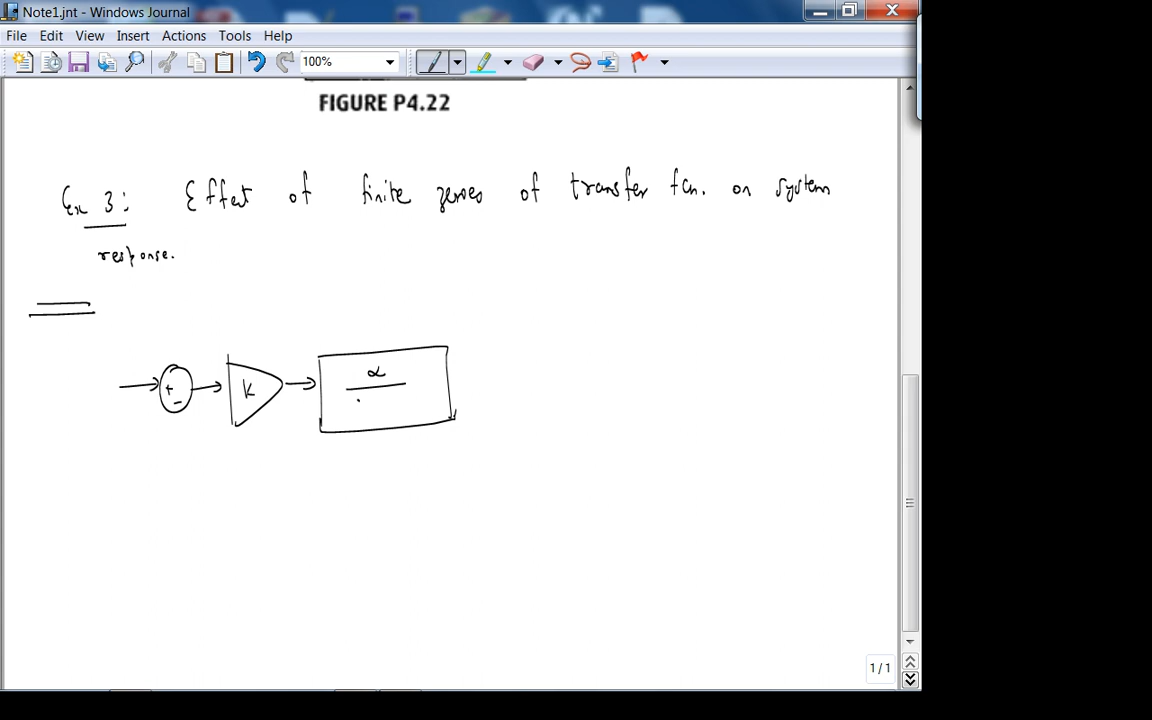 Note1.jnt - Windows Journal
File Edit View Insert Actions Tools Help
100%
FIGURE P4.22
Ex 3: Effect of finite zeroes of transfer fcn. on system
response.
+
-
K
α
1 / 1